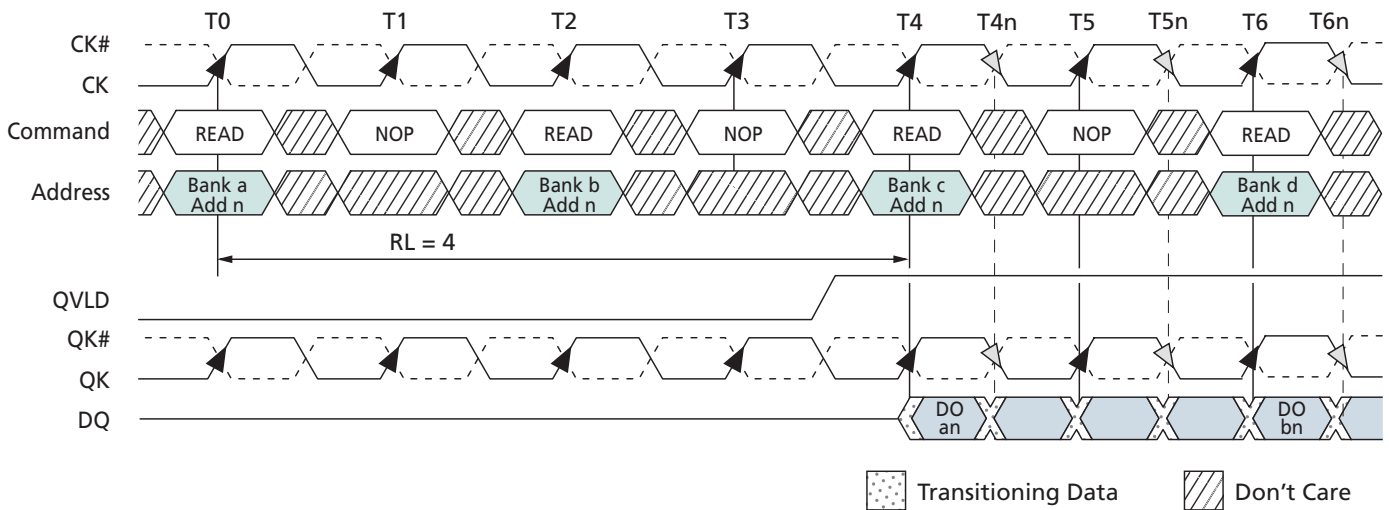 T0 T1 T2 T3 T4 T4n T5 T5n T6 T6n
CK#
CK
Command READ NOP READ NOP READ NOP READ
Address Bank a Add n Bank b Add n Bank c Add n Bank d Add n
RL = 4
QVLD
QK#
QK
DQ DO an DO bn
Transitioning Data Don't Care